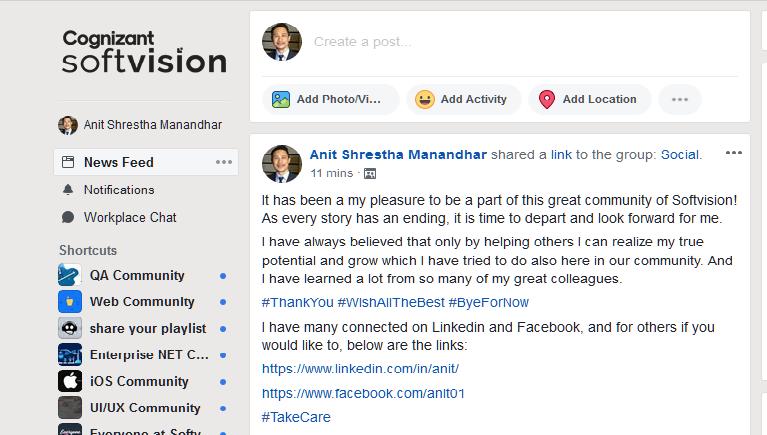 Cognizant
softvision
Create a post...
Add Photo/Vi...
Add Activity
Add Location
Anit Shrestha Manandhar
News Feed
Notifications
Workplace Chat
Shortcuts
QA Community
Web Community
share your playlist
Enterprise NET C...
iOS Community
UI/UX Community
Everyone at Softv
Anit Shrestha Manandhar shared a link to the group: Social.
11 mins ·
It has been a my pleasure to be a part of this great community of Softvision!
As every story has an ending, it is time to depart and look forward for me.
I have always believed that only by helping others I can realize my true
potential and grow which I have tried to do also here in our community. And
I have learned a lot from so many of my great colleagues.
#ThankYou #WishAllTheBest #ByeForNow
I have many connected on Linkedin and Facebook, and for others if you
would like to, below are the links:
https://www.linkedin.com/in/anit/
https://www.facebook.com/anit01
#TakeCare